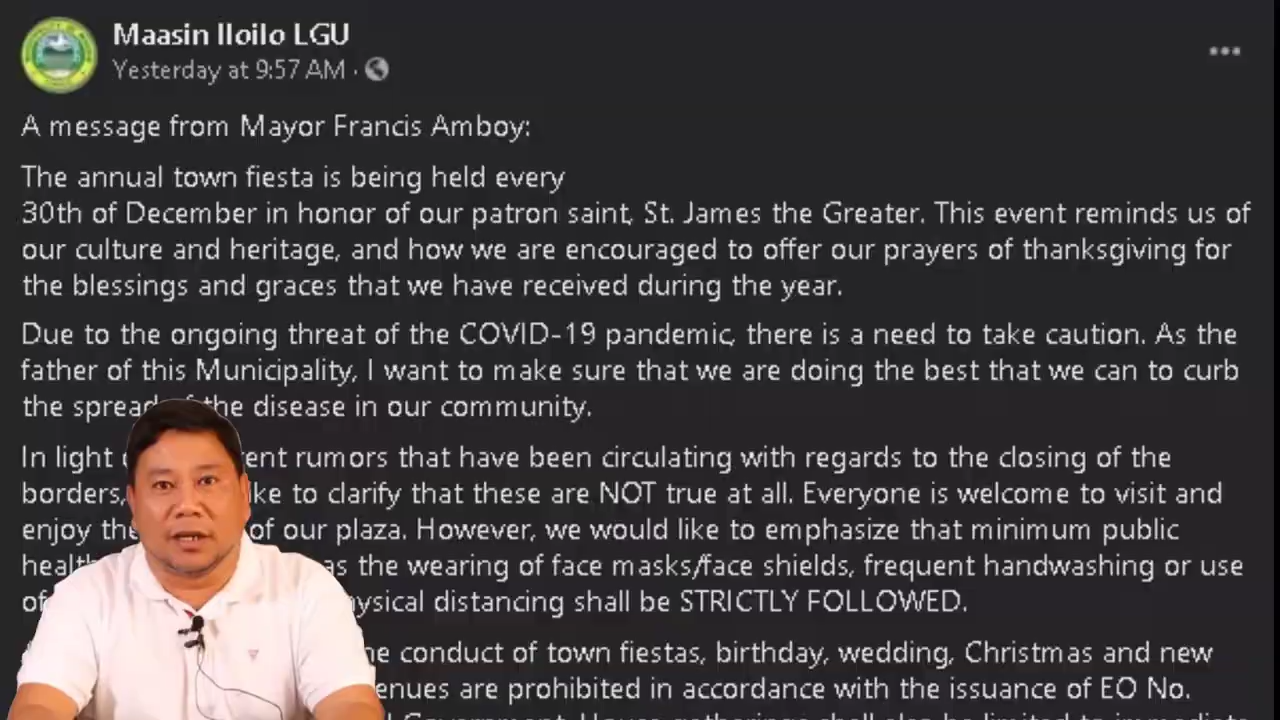 Maasin Iloilo LGU
Yesterday at 9:57 AM ·
A message from Mayor Francis Amboy:
The annual town fiesta is being held every
30th of December in honor of our patron saint, St. James the Greater. This event reminds us of
our culture and heritage, and how we are encouraged to offer our prayers of thanksgiving for
the blessings and graces that we have received during the year.
Due to the ongoing threat of the COVID-19 pandemic, there is a need to take caution. As the
father of this Municipality, I want to make sure that we are doing the best that we can to curb
the spread of the disease in our community.
In light rumors that have been circulating with regards to the closing of the
borders, to clarify that these are NOT true at all. Everyone is welcome to visit and
enjoy the of our plaza. However, we would like to emphasize that minimum public
as the wearing of face masks/face shields, frequent handwashing or use
of distancing shall be STRICTLY FOLLOWED.
conduct of town fiestas, birthday, wedding, Christmas and new
are prohibited in accordance with the issuance of EO No.